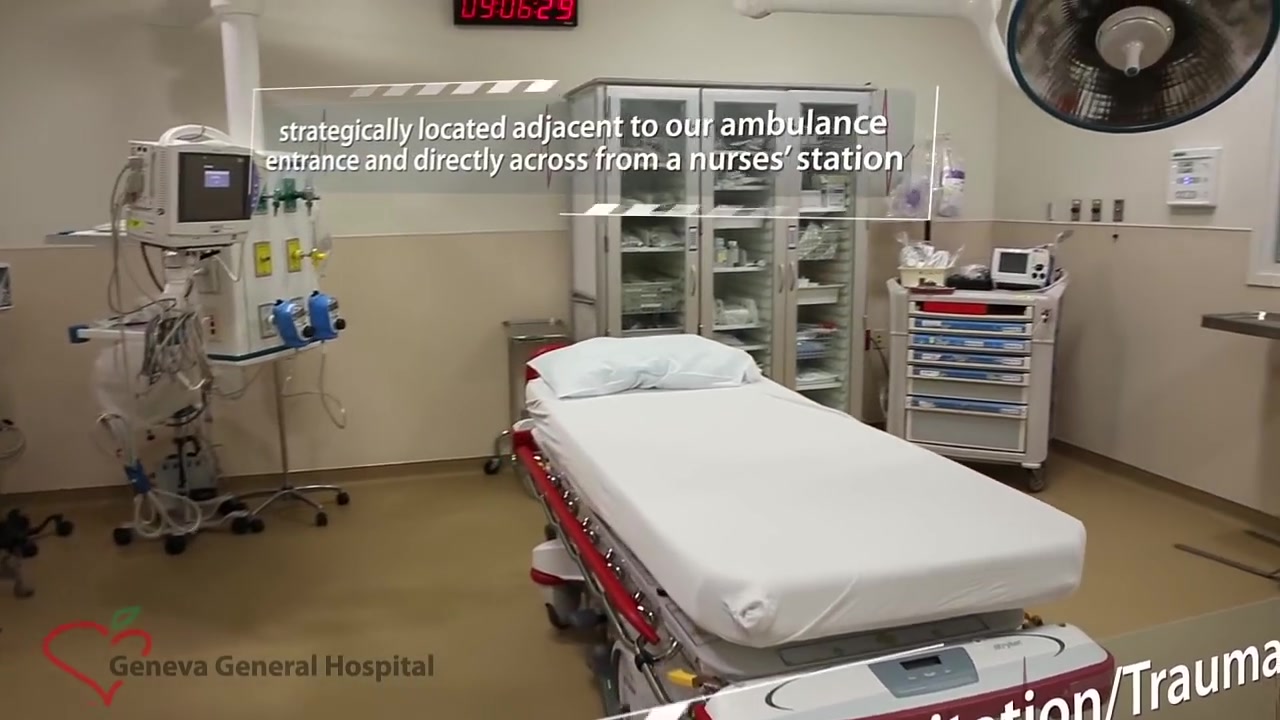 09:06:29
strategically located adjacent to our ambulance
entrance and directly across from a nurses' station
Geneva General Hospital
stryker
/Trauma